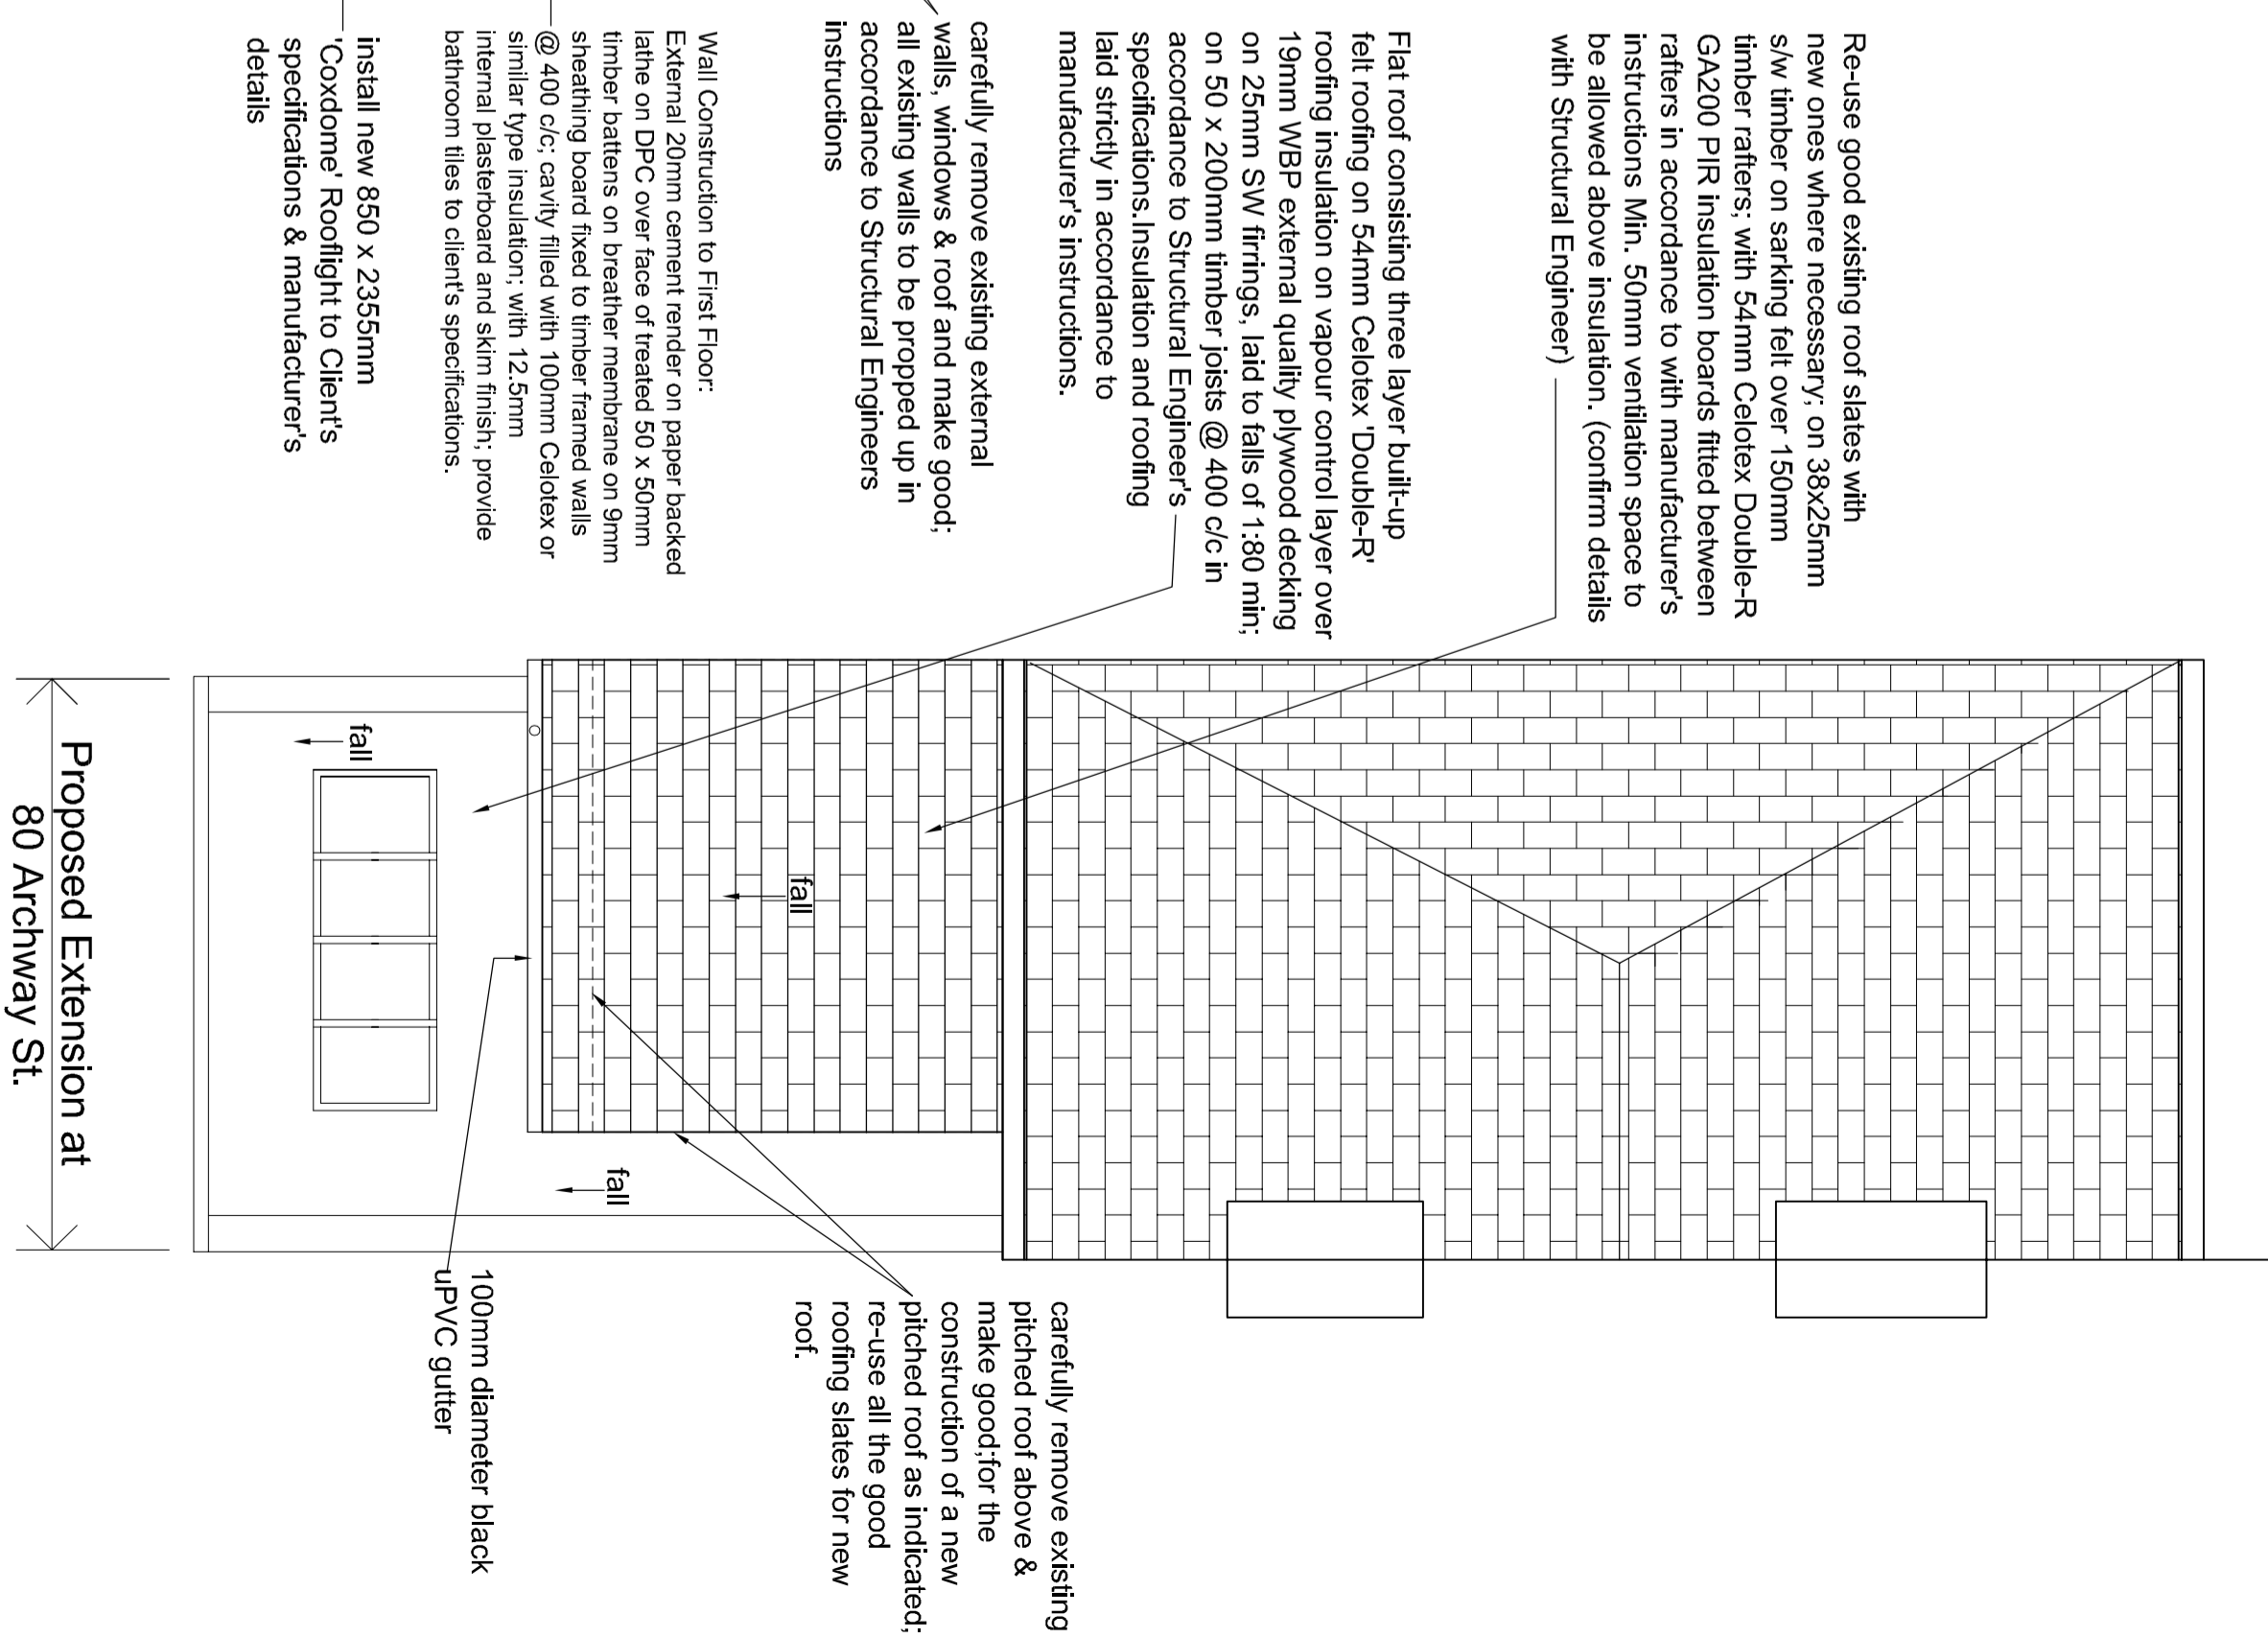 Re-use good existing roof slates with
new ones where necessary; on 38x25mm
s/w timber on sarking felt over 150mm
timber rafters; with 54mm Celotex Double-R
GA200 PIR insulation boards fitted between
rafters in accordance to with manufacturer's
instructions Min. 50mm ventilation space to
be allowed above insulation. (confirm details
with Structural Engineer)
Flat roof consisting three layer built-up
felt roofing on 54mm Celotex 'Double-R'
roofing insulation on vapour control layer over
19mm WBP external quality plywood decking
on 25mm SW firrings, laid to falls of 1:80 min;
on 50 x 200mm timber joists @ 400 c/c in
accordance to Structural Engineer's
specifications.Insulation and roofing
laid strictly in accordance to
manufacturer's instructions.
carefully remove existing external
walls, windows & roof and make good;
all existing walls to be propped up in
accordance to Structural Engineers
instructions
Wall Construction to First Floor:
External 20mm cement render on paper backed
lathe on DPC over face of treated 50 x 50mm
timber battens on breather membrane on 9mm
sheathing board fixed to timber framed walls
@ 400 c/c; cavity filled with 100mm Celotex or
similar type insulation; with 12.5mm
internal plasterboard and skim finish; provide
bathroom tiles to client's specifications.
install new 850 x 2355mm
'Coxdome' Rooflight to Client's
specifications & manufacturer's
details
fall
fall
fall
carefully remove existing
pitched roof above &
make good;for the
construction of a new
pitched roof as indicated;
re-use all the good
roofing slates for new
roof.
100mm diameter black
uPVC gutter
Proposed Extension at
80 Archway St.